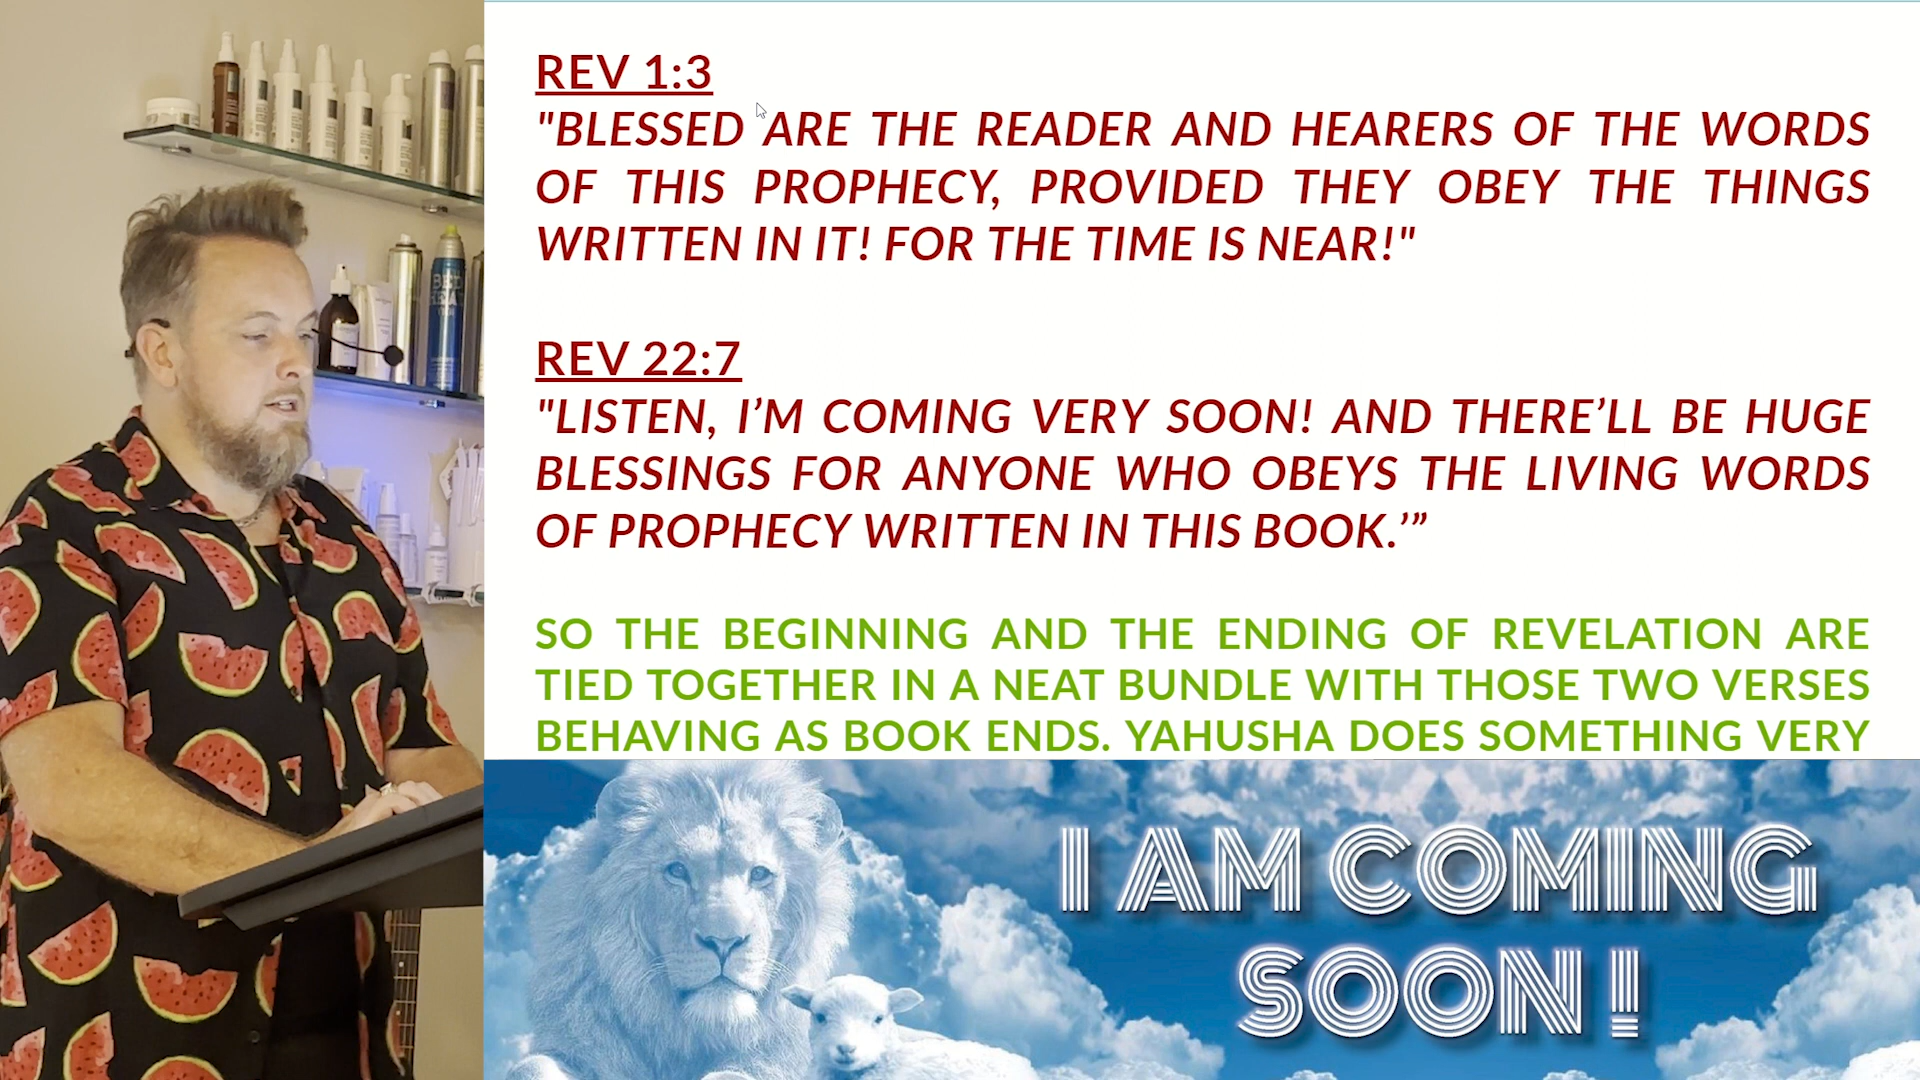 REV 1:3
"BLESSED ARE THE READER AND HEARERS OF THE WORDS
OF THIS PROPHECY, PROVIDED THEY OBEY THE THINGS
WRITTEN IN IT! FOR THE TIME IS NEAR!"
REV 22:7
"LISTEN, I’M COMING VERY SOON! AND THERE’LL BE HUGE
BLESSINGS FOR ANYONE WHO OBEYS THE LIVING WORDS
OF PROPHECY WRITTEN IN THIS BOOK.’”
SO THE BEGINNING AND THE ENDING OF REVELATION ARE
TIED TOGETHER IN A NEAT BUNDLE WITH THOSE TWO VERSES
BEHAVING AS BOOK ENDS. YAHUSHA DOES SOMETHING VERY
I AM COMING
SOON!
BED
HEAD